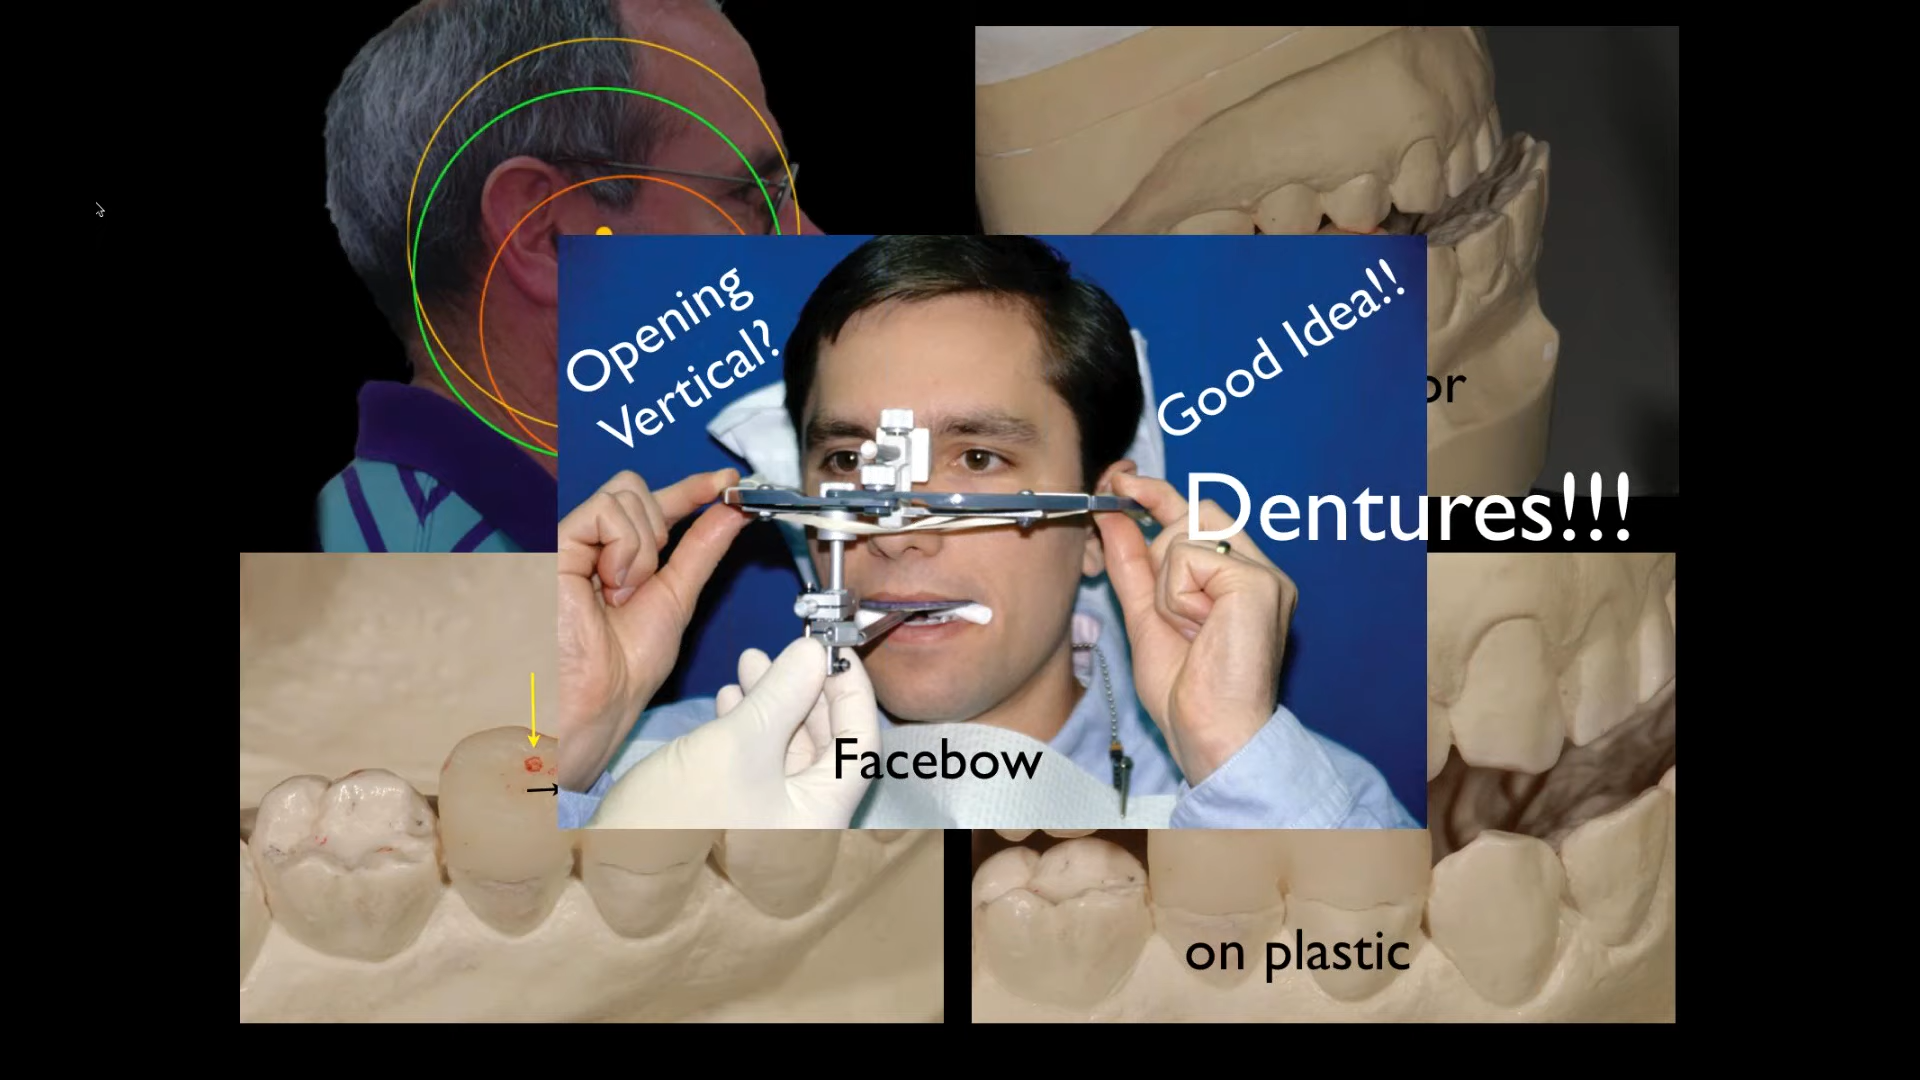 Opening
Vertical?
Good Idea!!
or
Dentures!!!
Facebow
on plastic